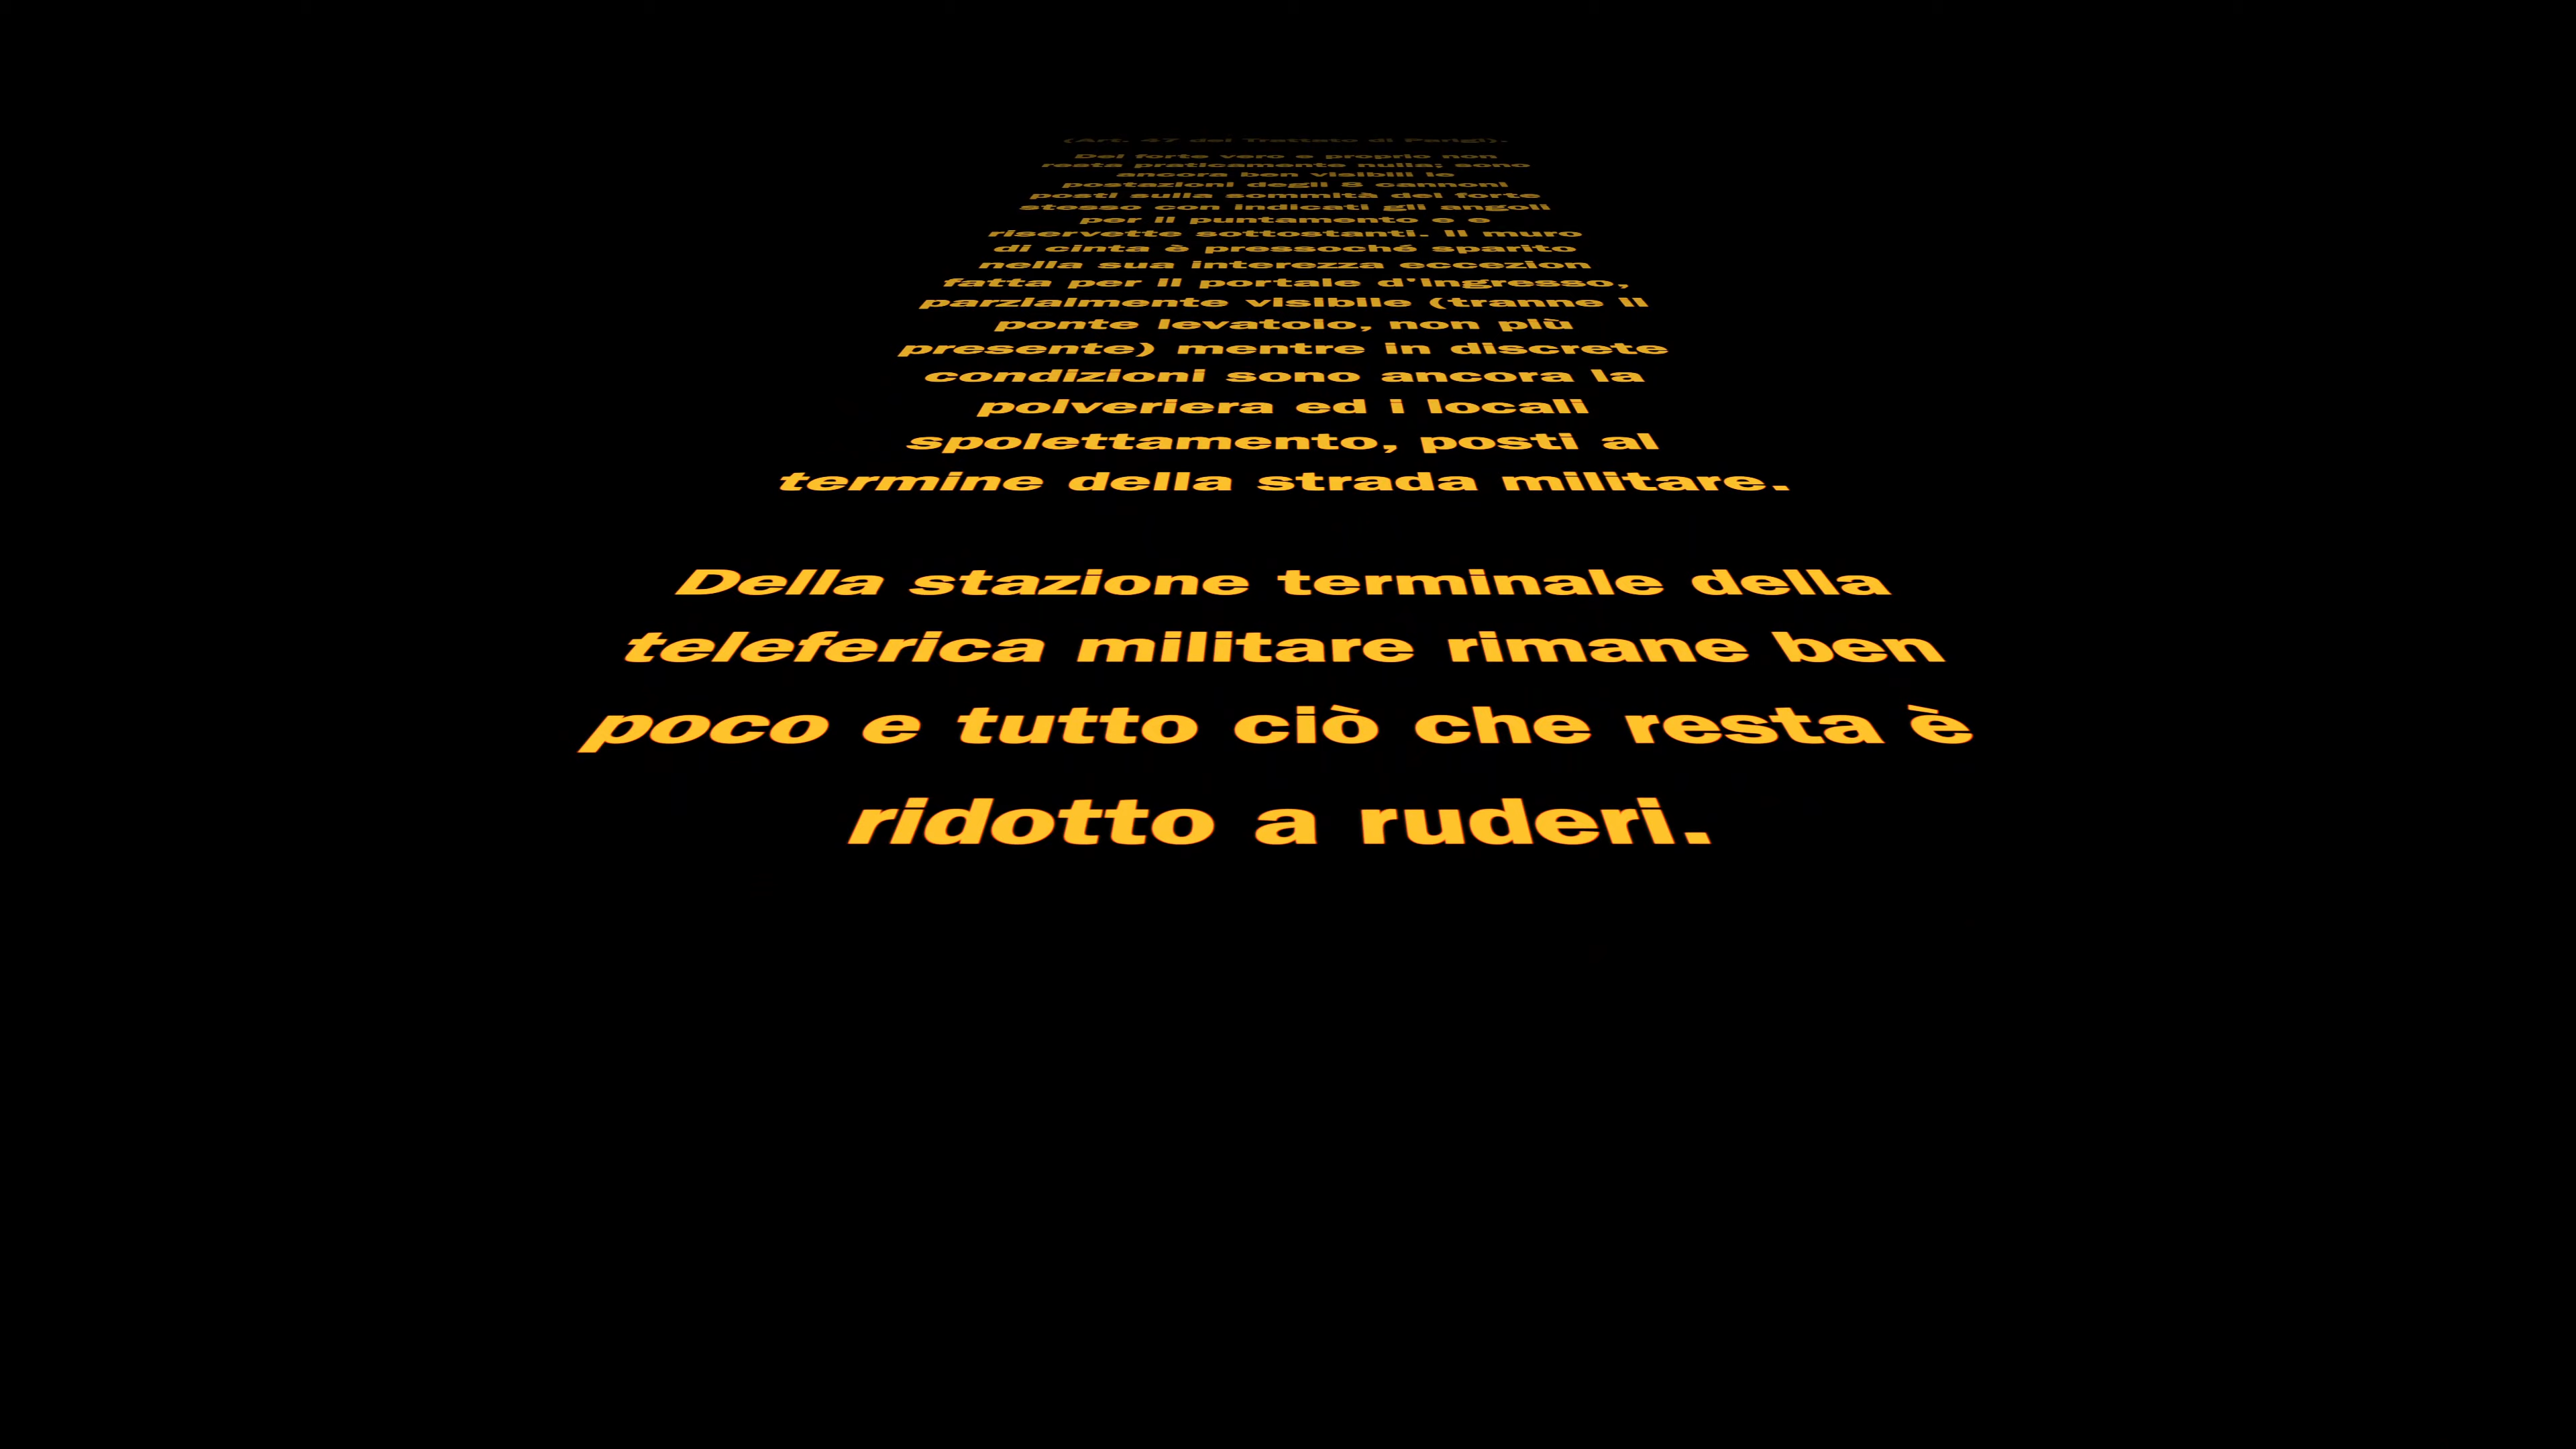 (Art. 47 del Trattato di Parigi).
Del forte vero e proprio non
resta praticamente nulla; sono
ancora ben visibili le
postazioni degli 8 cannoni
posti sulla sommità del forte
stesso con indicati gli angoli
per il puntamento e e
riservette sottostanti. Il muro
di cinta è pressoché sparito
nella sua interezza eccezion
fatta per il portale d'ingresso,
parzialmente visibile (tranne il
ponte levatoio, non più
presente) mentre in discrete
condizioni sono ancora la
polveriera ed i locali
spolettamento, posti al
termine della strada militare.
Della stazione terminale della
teleferica militare rimane ben
poco e tutto ciò che resta è
ridotto a ruderi.